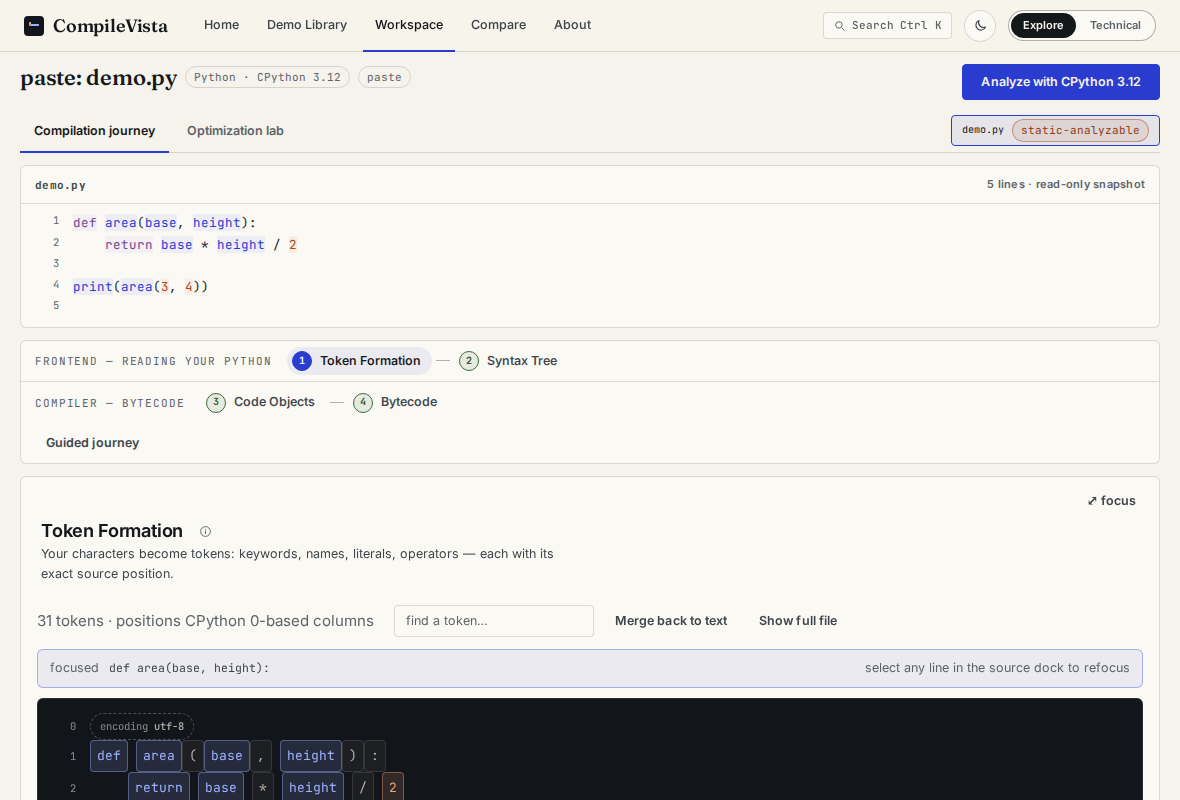 CompileVista Home Demo Library Workspace Compare About Search Ctrl K Explore Technical
paste: demo.py Python · CPython 3.12 paste Analyze with CPython 3.12
Compilation journey Optimization lab demo.py static-analyzable
demo.py 5 lines · read-only snapshot
1 def area(base, height):
2     return base * height / 2
3
4 print(area(3, 4))
5
FRONTEND — READING YOUR PYTHON 1 Token Formation — 2 Syntax Tree
COMPILER — BYTECODE 3 Code Objects — 4 Bytecode
Guided journey
⤢ focus
Token Formation
Your characters become tokens: keywords, names, literals, operators — each with its
exact source position.
31 tokens · positions CPython 0-based columns find a token... Merge back to text Show full file
focused def area(base, height): select any line in the source dock to refocus
0 encoding utf-8
1 def area ( base , height ) :
2 return base * height / 2